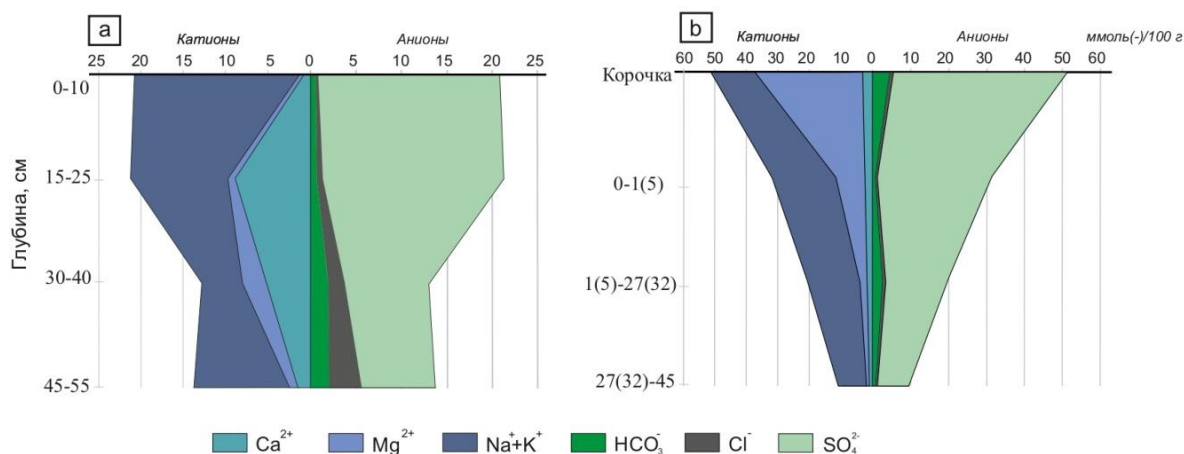 a
Катионы
Анионы
25 20 15 10 5 0 5 10 15 20 25
Глубина, см
0-10
15-25
30-40
45-55
b
Катионы
Анионы
ммоль(-)/100 г
60 50 40 30 20 10 0 10 20 30 40 50 60
Корочка
0-1(5)
1(5)-27(32)
27(32)-45
Ca²⁺ Mg²⁺ Na⁺+K⁺ HCO₃⁻ Cl⁻ SO₄²⁻